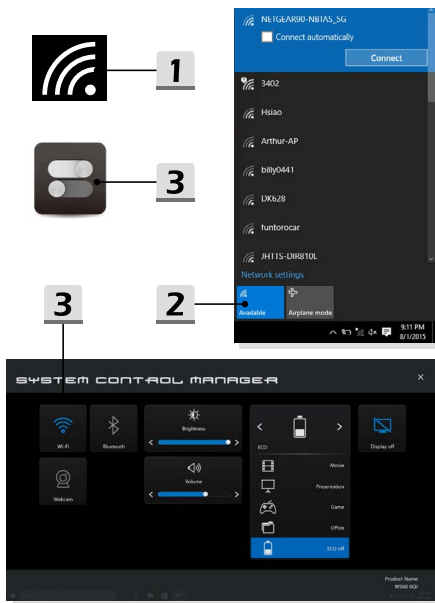 1
3
3
2
NETGEAR90-NBTAS_5G
Connect automatically
Connect
3402
Hsiao
Arthur-AP
billy0441
DK628
funtorocar
JHTTS-DIR810L
Network settings
Available
Airplane mode
9:11 PM
8/1/2015
SYSTEM CONTROL MANAGER
Wi-Fi
Bluetooth
Brightness
ECO
Display off
Webcam
Volume
Movie
Presentation
Game
Office
ECO off
Product Name
WS60 6QJ